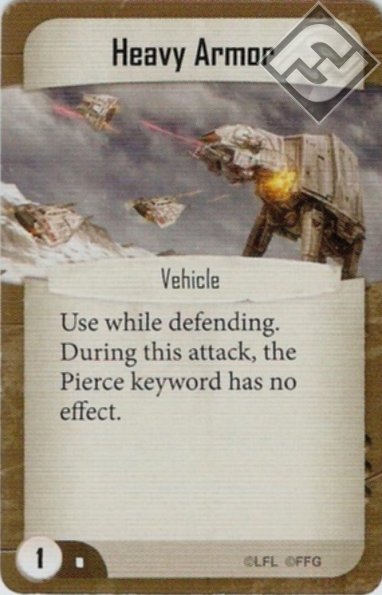 Heavy Armor
Vehicle
Use while defending.
During this attack, the
Pierce keyword has no
effect.
1
©LFL ©FFG